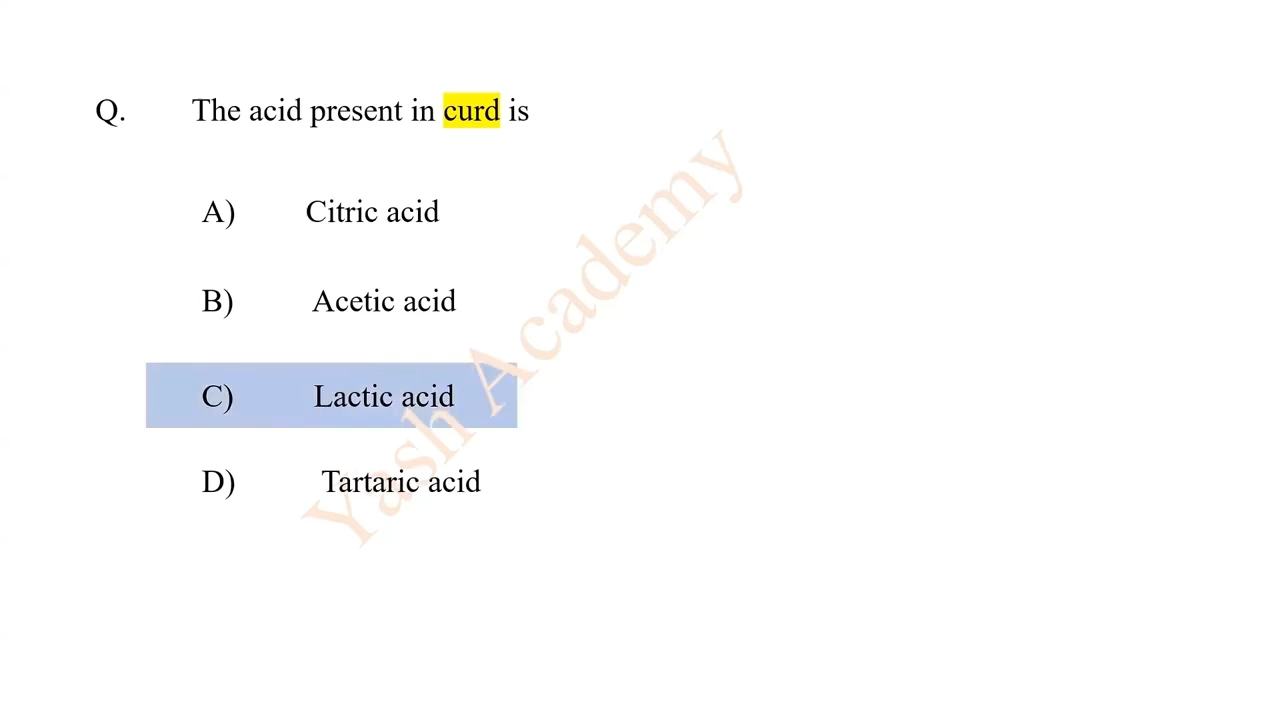 Q. The acid present in curd is
A) Citric acid
B) Acetic acid
C) Lactic acid
D) Tartaric acid
Yash Academy